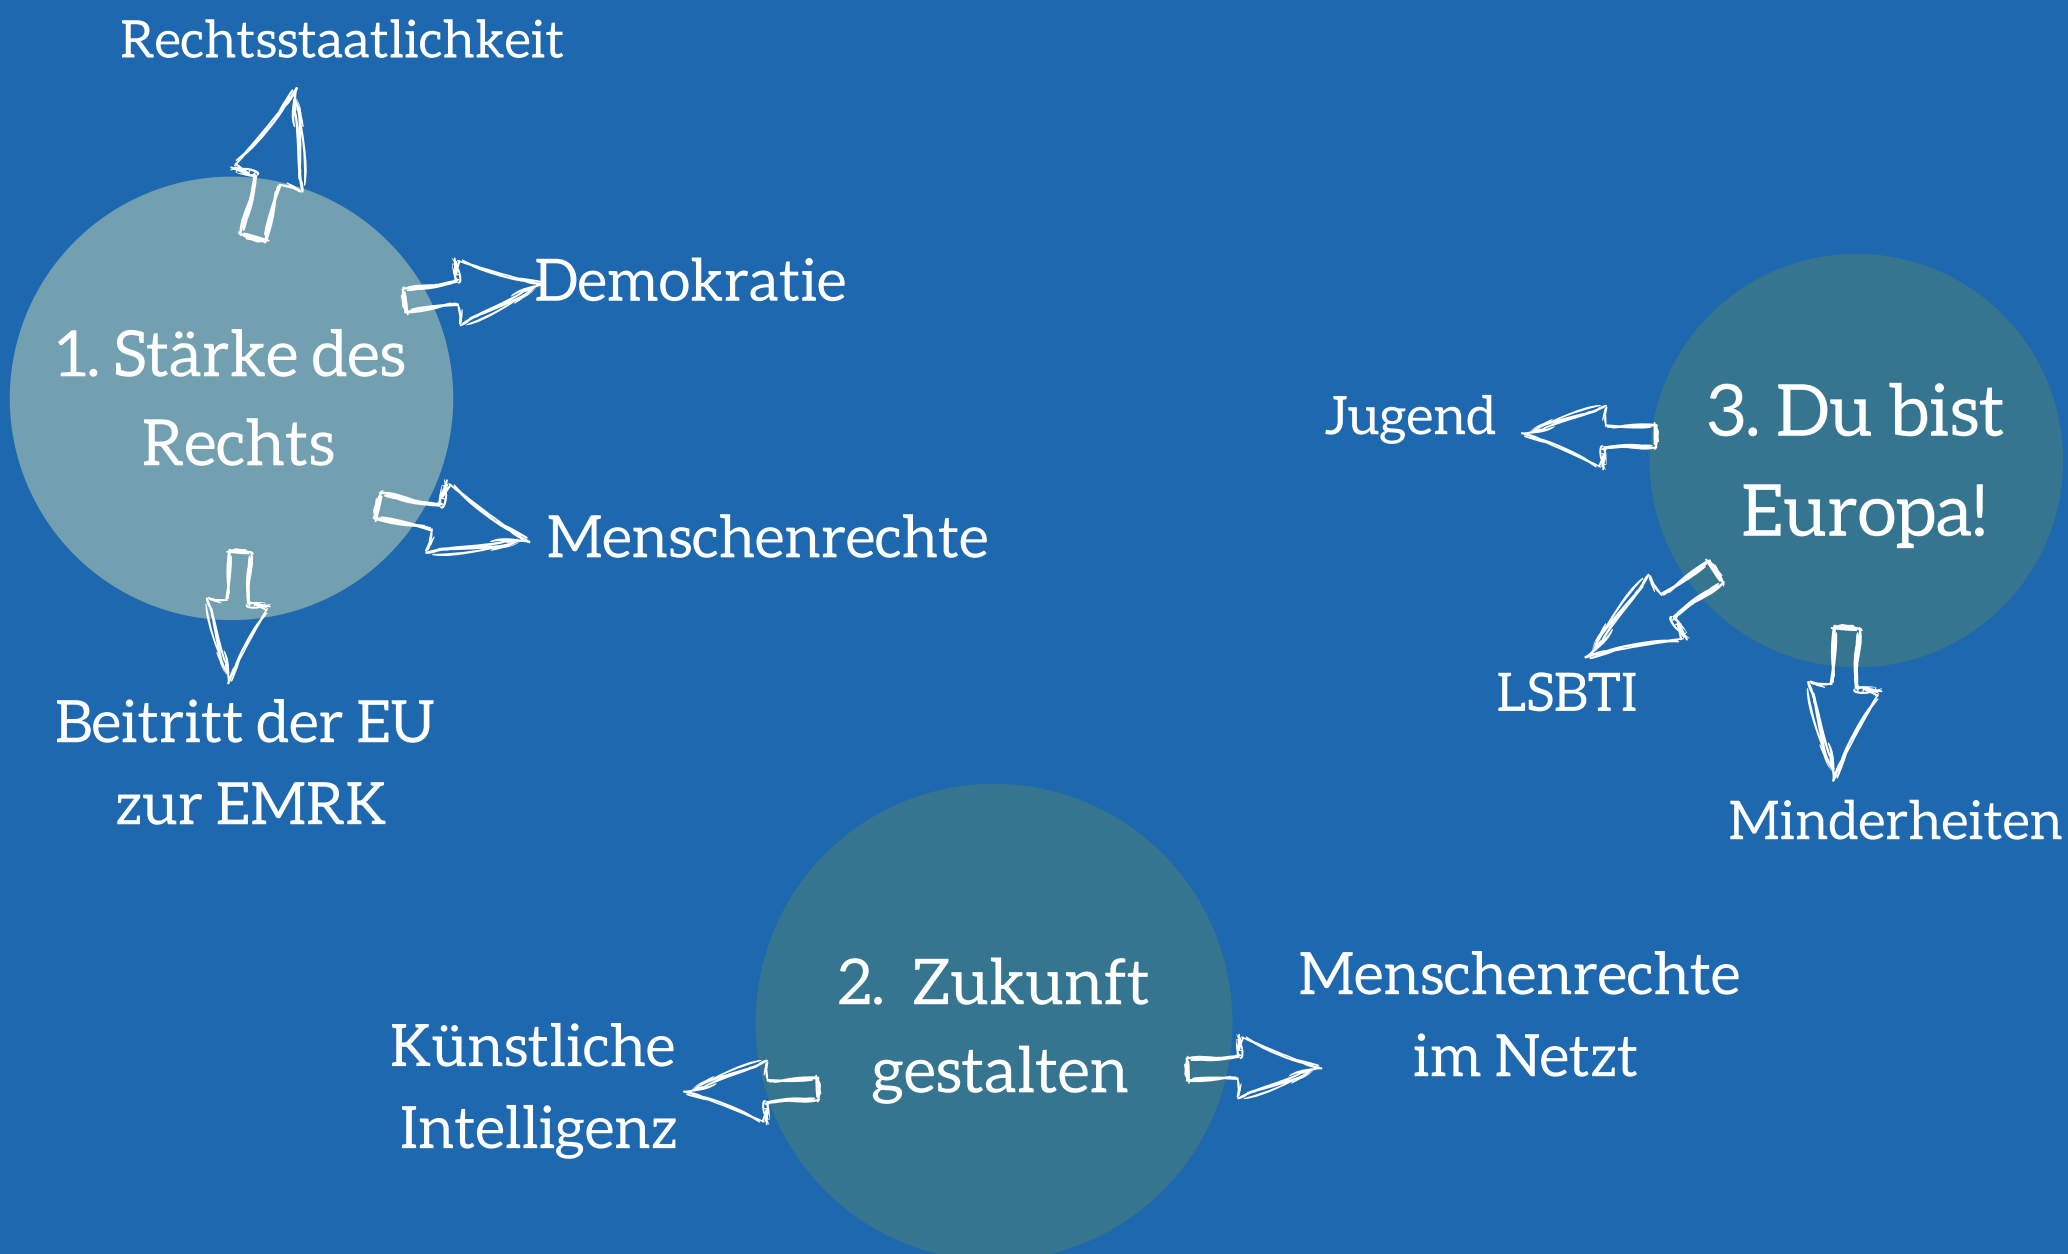 Rechtsstaatlichkeit
Demokratie
1. Stärke des
Rechts
Menschenrechte
Beitritt der EU
zur EMRK
Jugend
3. Du bist
Europa!
LSBTI
Minderheiten
2. Zukunft
gestalten
Künstliche
Intelligenz
Menschenrechte
im Netzt